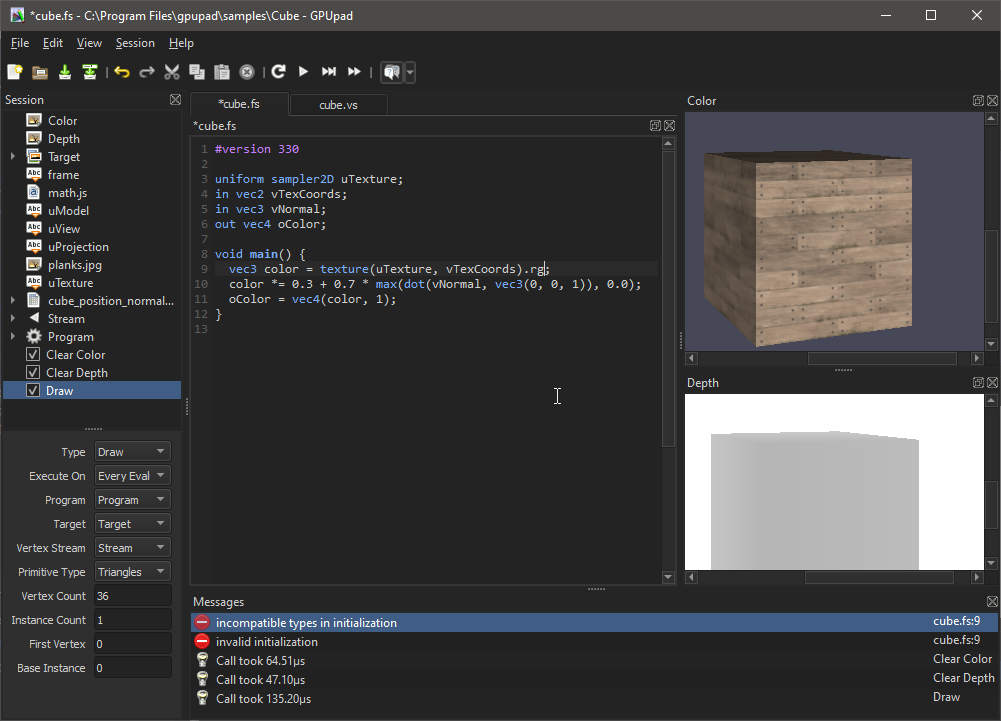 *cube.fs - C:\Program Files\gpupad\samples\Cube - GPUpad
File Edit View Session Help
Session
Color
Depth
Target
Abc frame
math.js
Abc uModel
Abc uView
Abc uProjection
planks.jpg
Abc uTexture
cube_position_normal...
Stream
Program
Clear Color
Clear Depth
Draw
Type Draw
Execute On Every Eval
Program Program
Target Target
Vertex Stream Stream
Primitive Type Triangles
Vertex Count 36
Instance Count 1
First Vertex 0
Base Instance 0
*cube.fs cube.vs
*cube.fs
1 #version 330
2
3 uniform sampler2D uTexture;
4 in vec2 vTexCoords;
5 in vec3 vNormal;
6 out vec4 oColor;
7
8 void main() {
9 vec3 color = texture(uTexture, vTexCoords).rg;
10 color *= 0.3 + 0.7 * max(dot(vNormal, vec3(0, 0, 1)), 0.0);
11 oColor = vec4(color, 1);
12 }
13
Color
Depth
Messages
incompatible types in initialization cube.fs:9
invalid initialization cube.fs:9
Call took 64.51µs Clear Color
Call took 47.10µs Clear Depth
Call took 135.20µs Draw